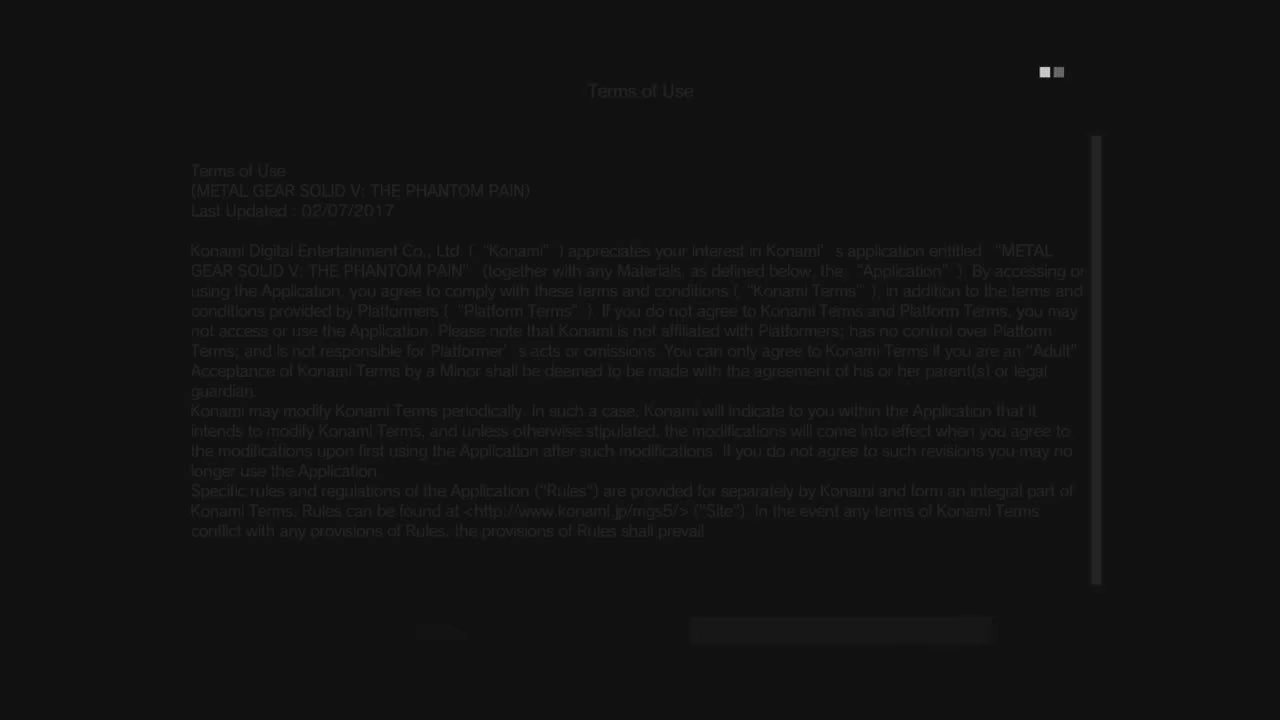 Terms of Use
Terms of Use
(METAL GEAR SOLID V: THE PHANTOM PAIN)
Last Updated : 02/07/2017
Konami Digital Entertainment Co., Ltd ( “Konami” ) appreciates your interest in Konami’ s application entitled “METAL
GEAR SOLID V: THE PHANTOM PAIN” (together with any Materials, as defined below, the “Application” ). By accessing or
using the Application, you agree to comply with these terms and conditions ( “Konami Terms” ), in addition to the terms and
conditions provided by Platformers ( “Platform Terms” ). If you do not agree to Konami Terms and Platform Terms, you may
not access or use the Application. Please note that Konami is not affiliated with Platformers; has no control over Platform
Terms; and is not responsible for Platformer’ s acts or omissions. You can only agree to Konami Terms if you are an “Adult”
Acceptance of Konami Terms by a Minor shall be deemed to be made with the agreement of his or her parent(s) or legal
guardian.
Konami may modify Konami Terms periodically. In such a case, Konami will indicate to you within the Application that it
intends to modify Konami Terms, and unless otherwise stipulated, the modifications will come into effect when you agree to
the modifications upon first using the Application after such modifications. If you do not agree to such revisions you may no
longer use the Application.
Specific rules and regulations of the Application (“Rules”) are provided for separately by Konami and form an integral part of
Konami Terms. Rules can be found at <http://www.konami.jp/mgs5/> (“Site”). In the event any terms of Konami Terms
conflict with any provisions of Rules, the provisions of Rules shall prevail